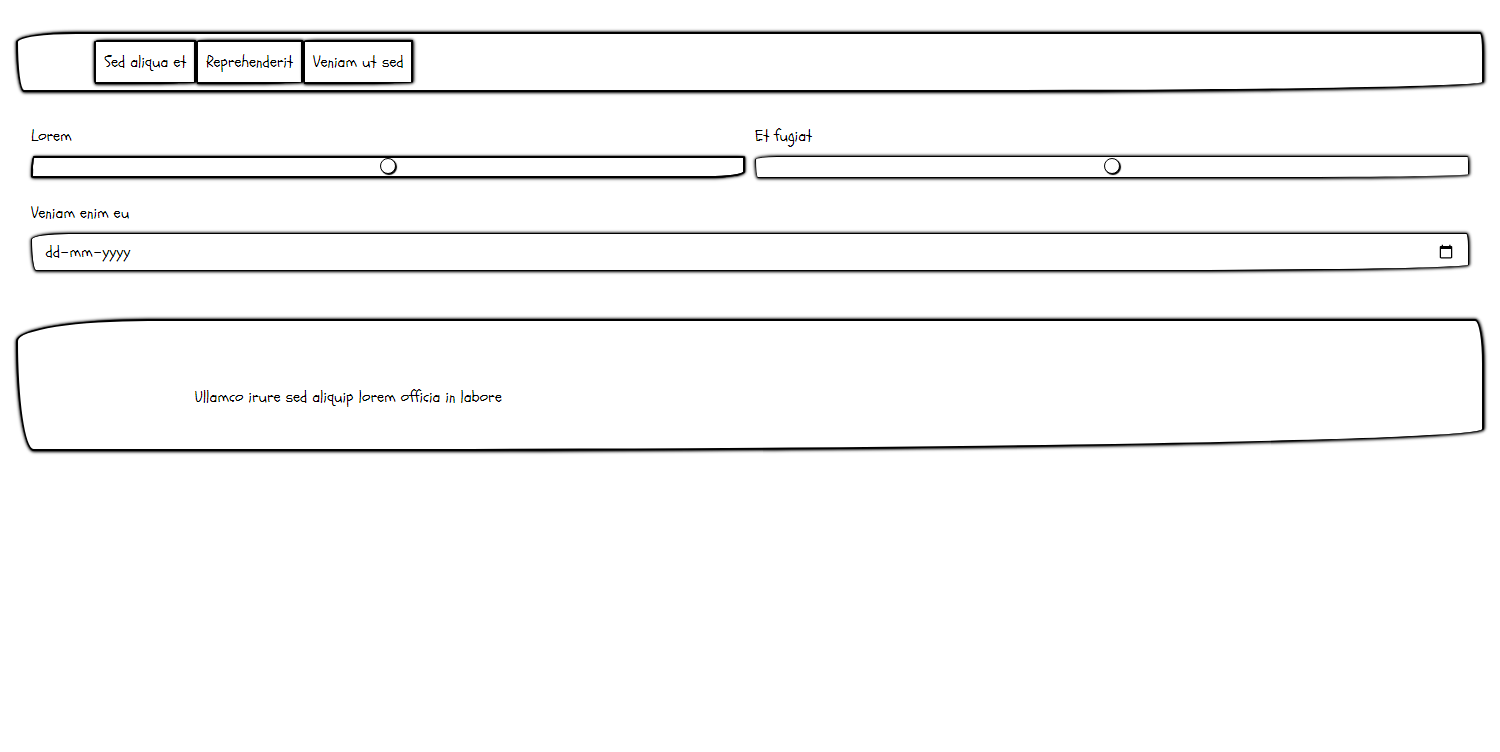 Sed aliqua et Reprehenderit Veniam ut sed
Lorem Et fugiat
Veniam enim eu
dd-mm-yyyy
Ullamco irure sed aliquip lorem officia in labore